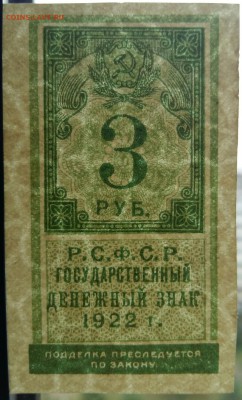 3
РУБ.
Р.С.Ф.С.Р.
ГОСУДАРСТВЕННЫЙ
ДЕНЕЖНЫЙ ЗНАК
1922 г.
ПОДДЕЛКА ПРЕСЛЕДУЕТСЯ
ПО ЗАКОНУ.